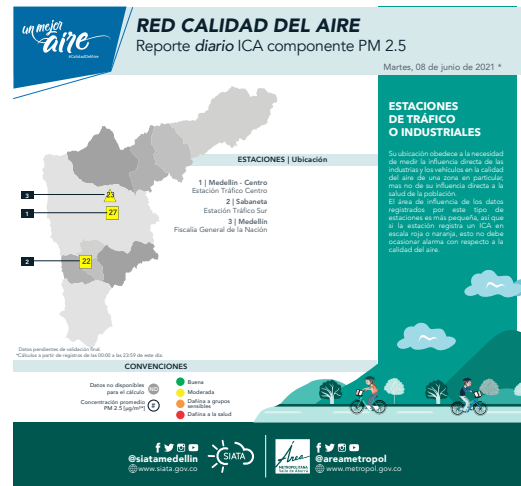 un mejor
aire
#CalidadDelAire
RED CALIDAD DEL AIRE
Reporte diario ICA componente PM 2.5
Martes, 08 de junio de 2021 *
3
23
1
27
2
22
ESTACIONES | Ubicación
1 | Medellín - Centro
Estación Tráfico Centro
2 | Sabaneta
Estación Tráfico Sur
3 | Medellín
Fiscalía General de la Nación
ESTACIONES
DE TRÁFICO
O INDUSTRIALES
Su ubicación obedece a la necesidad
de medir la influencia directa de las
industrias y los vehículos en la calidad
del aire de una zona en particular,
mas no de su influencia directa a la
salud de la población.
El área de influencia de los datos
registrados por este tipo de
estaciones es más pequeña, así que
si la estación registra un ICA en
escala roja o naranja, esto no debe
ocasionar alarma con respecto a la
calidad del aire.
Datos pendientes de validación final.
*Cálculos a partir de registros de las 00:00 a las 23:59 de este día.
CONVENCIONES
Datos no disponibles
para el cálculo
ND
Concentración promedio
PM 2.5 [µg/m³*]
#
Buena
Moderada
Dañina a grupos
sensibles
Dañina a la salud
@siatamedellin
www.siata.gov.co
SIATA
Área
METROPOLITANA
Valle de Aburrá
@areametropol
www.metropol.gov.co